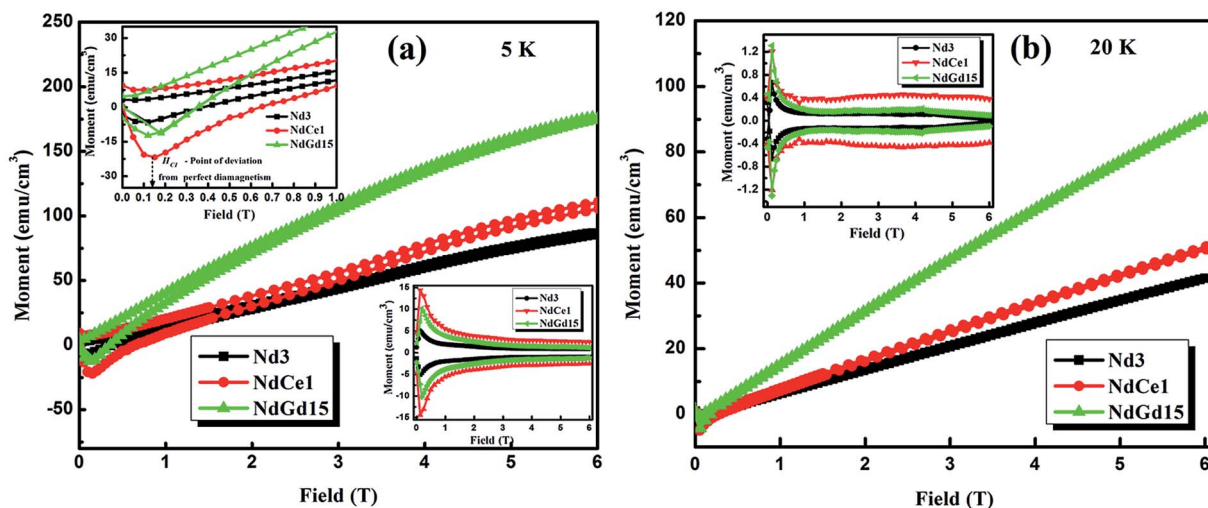 (a)
5 K
Moment (emu/cm³)
250
200
150
100
50
0
-50
0
1
2
3
4
5
6
Field (T)
Nd3
NdCe1
NdGd15
Moment (emu/cm³)
30
15
0
-15
-30
0.0 0.1 0.2 0.3 0.4 0.5 0.6 0.7 0.8 0.9 1.0
Field (T)
Nd3
NdCe1
NdGd15
H_C1 - Point of deviation
from perfect diamagnetism
Moment (emu/cm³)
15
10
5
0
-5
-10
-15
0 1 2 3 4 5 6
Field (T)
Nd3
NdCe1
NdGd15
(b)
20 K
Moment (emu/cm³)
120
100
80
60
40
20
0
0
1
2
3
4
5
6
Field (T)
Nd3
NdCe1
NdGd15
Moment (emu/cm³)
1.2
0.8
0.4
0.0
-0.4
-0.8
-1.2
0 1 2 3 4 5 6
Field (T)
Nd3
NdCe1
NdGd15